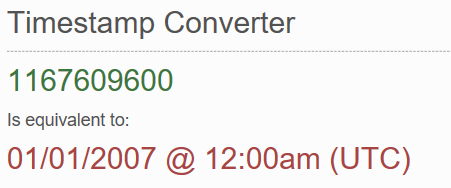 Timestamp Converter
1167609600
Is equivalent to:
01/01/2007 @ 12:00am (UTC)